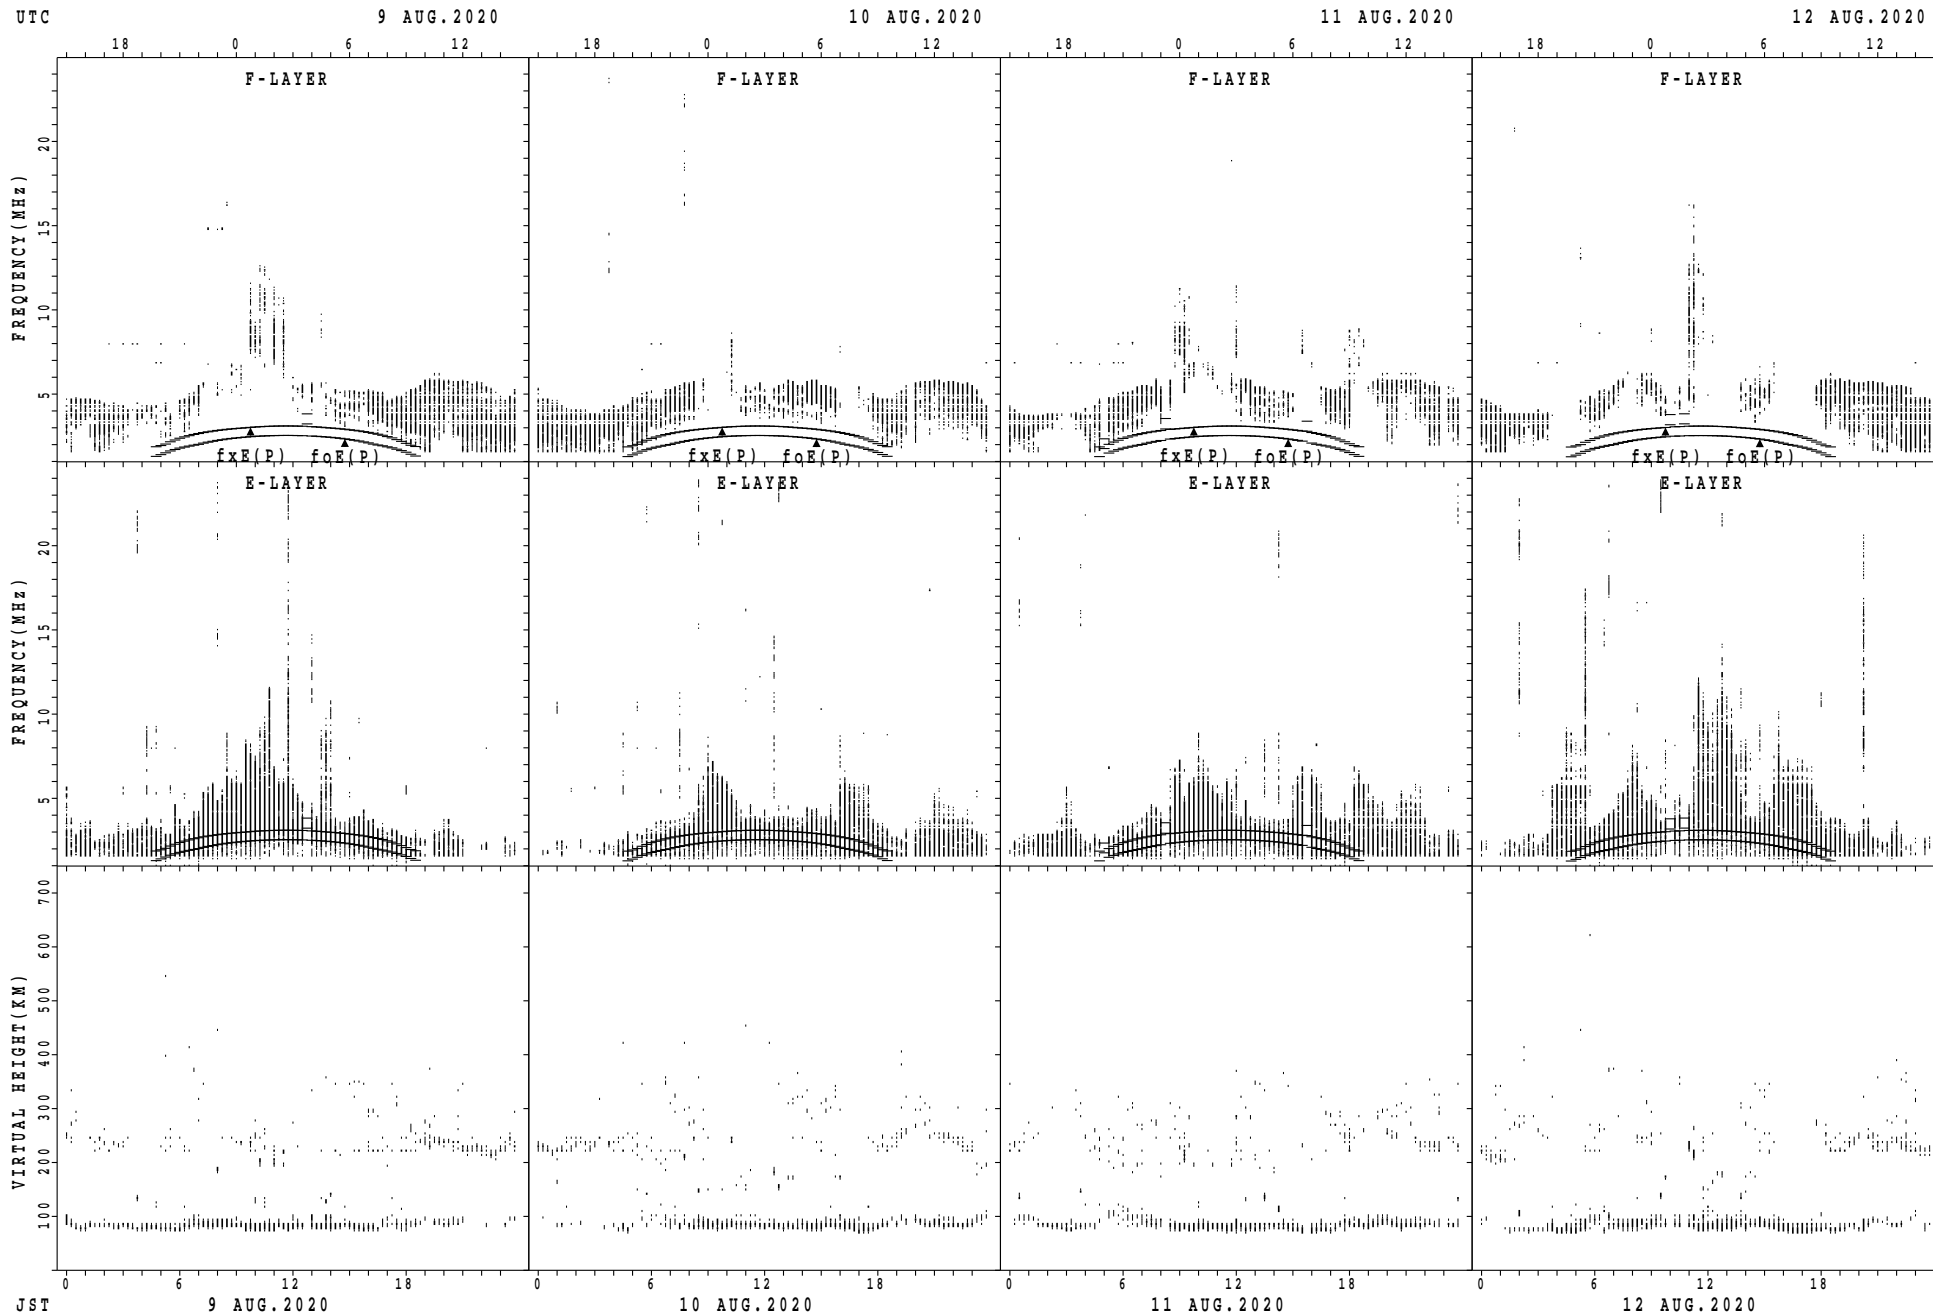 UTC 9 AUG.2020 10 AUG.2020 11 AUG.2020 12 AUG.2020
18 0 6 12 18 0 6 12 18 0 6 12 18 0 6 12
F-LAYER F-LAYER F-LAYER F-LAYER
FREQUENCY(MHz)
20
15
10
5
fxE(P) foE(P) fxE(P) foE(P) fxE(P) foE(P) fxE(P) foE(P)
E-LAYER E-LAYER E-LAYER E-LAYER
FREQUENCY(MHz)
20
15
10
5
VIRTUAL HEIGHT(KM)
700
600
500
400
300
200
100
0 6 12 18 0 6 12 18 0 6 12 18 0 6 12 18
JST 9 AUG.2020 10 AUG.2020 11 AUG.2020 12 AUG.2020